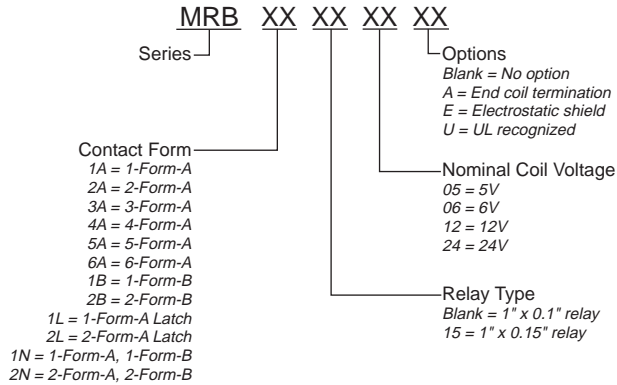 MRB XX XX XX XX
Series
Options
Blank = No option
A = End coil termination
E = Electrostatic shield
U = UL recognized
Contact Form
1A = 1-Form-A
2A = 2-Form-A
3A = 3-Form-A
4A = 4-Form-A
5A = 5-Form-A
6A = 6-Form-A
1B = 1-Form-B
2B = 2-Form-B
1L = 1-Form-A Latch
2L = 2-Form-A Latch
1N = 1-Form-A, 1-Form-B
2N = 2-Form-A, 2-Form-B
Nominal Coil Voltage
05 = 5V
06 = 6V
12 = 12V
24 = 24V
Relay Type
Blank = 1" x 0.1" relay
15 = 1" x 0.15" relay